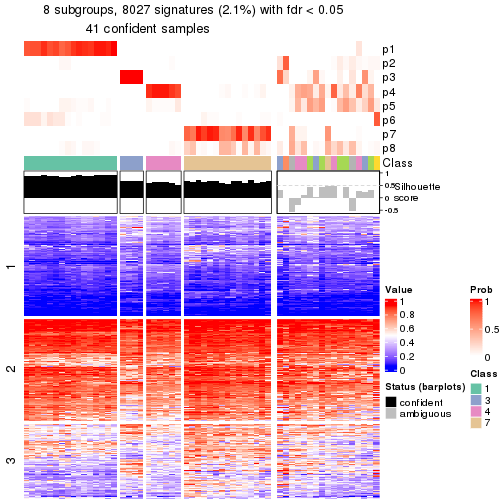 8 subgroups, 8027 signatures (2.1%) with fdr < 0.05
41 confident samples
p1
p2
p3
p4
p5
p6
p7
p8
Class
1
0.5
0
-0.5
Silhouette
score
1
2
3
Value
1
0.8
0.6
0.4
0.2
0
Prob
1
0.5
0
Status (barplots)
confident
ambiguous
Class
1
3
4
7